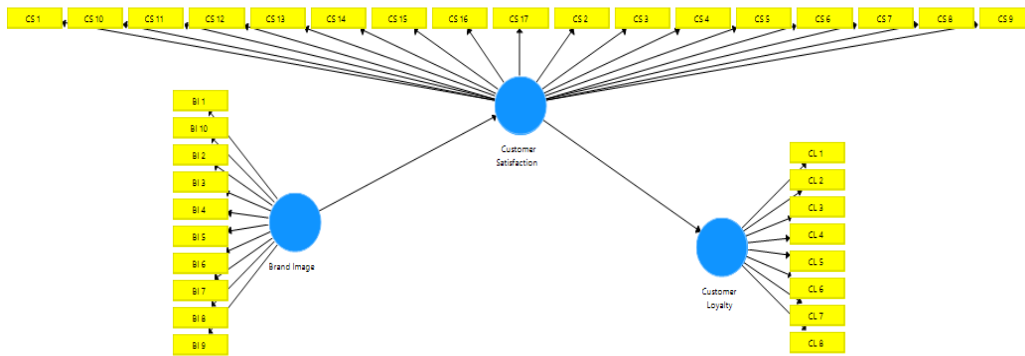 CS 1 CS 10 CS 11 CS 12 CS 13 CS 14 CS 15 CS 16 CS 17 CS 2 CS 3 CS 4 CS 5 CS 6 CS 7 CS 8 CS 9
BI 1
BI 10
BI 2
BI 3
BI 4
BI 5
BI 6
BI 7
BI 8
BI 9
Brand Image
Customer
Satisfaction
CL 1
CL 2
CL 3
CL 4
CL 5
CL 6
CL 7
CL 8
Customer
Loyalty